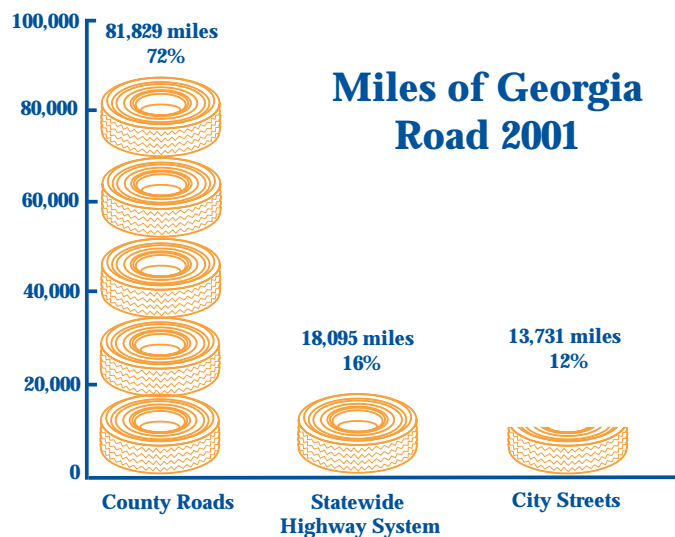 100,000
81,829 miles
72%
Miles of Georgia
Road 2001
80,000
60,000
40,000
18,095 miles
16%
13,731 miles
12%
20,000
0
County Roads
Statewide
Highway System
City Streets